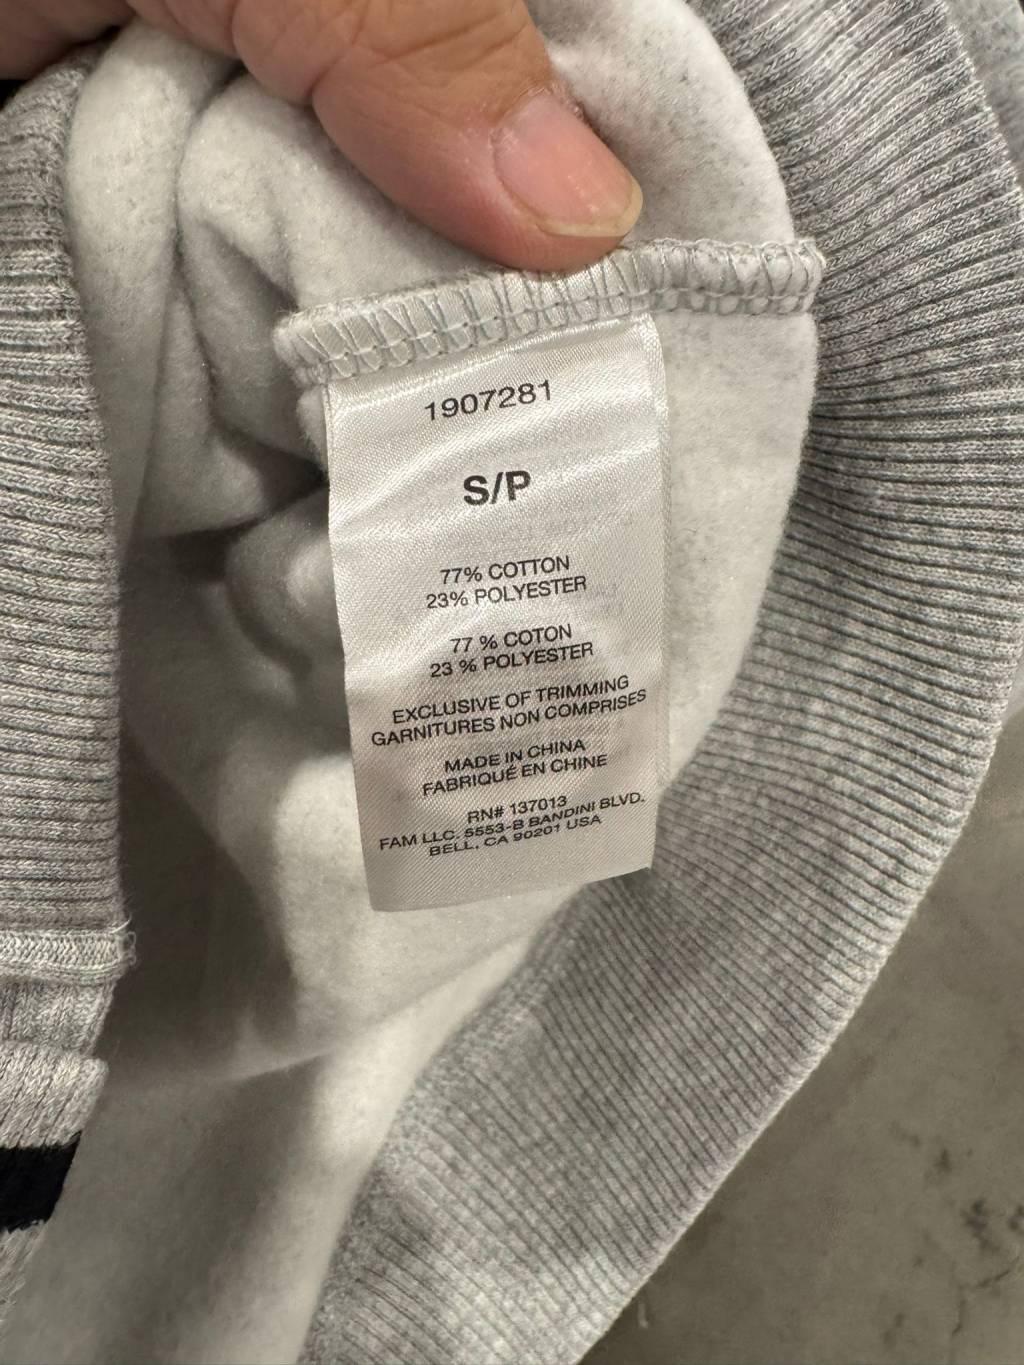 1907281
S/P
77% COTTON
23% POLYESTER
77 % COTON
23 % POLYESTER
EXCLUSIVE OF TRIMMING
GARNITURES NON COMPRISES
MADE IN CHINA
FABRIQUÉ EN CHINE
RN# 137013
FAM LLC. 5553-B BANDINI BLVD.
BELL, CA 90201 USA